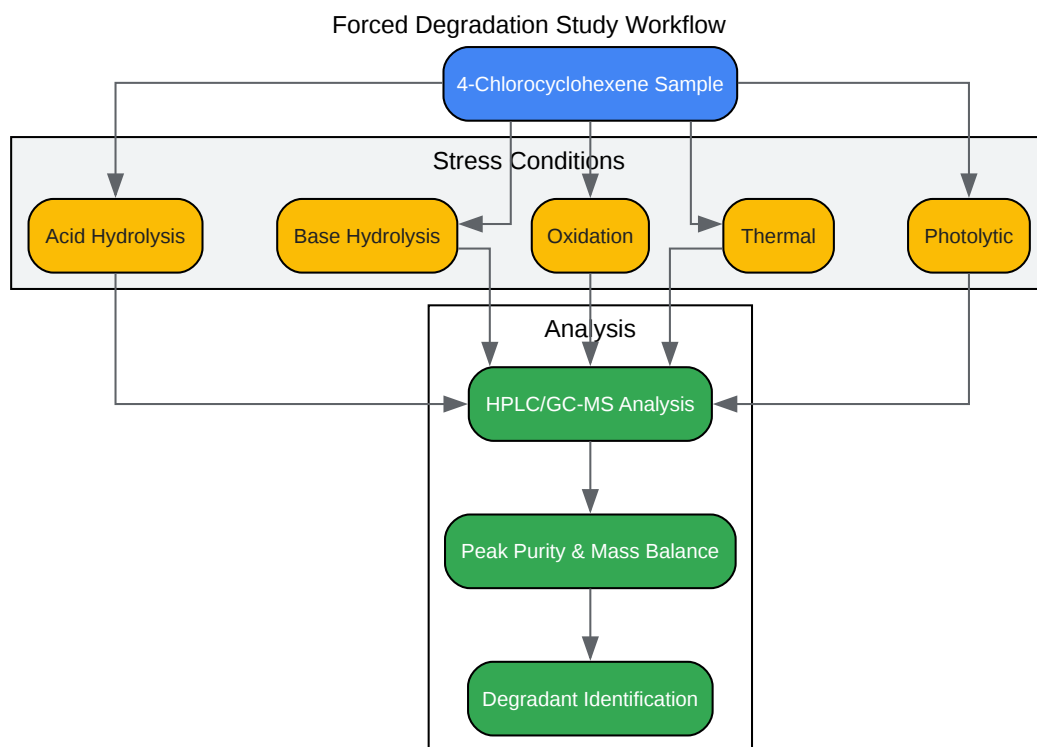 Forced Degradation Study Workflow
4-Chlorocyclohexene Sample
Stress Conditions
Acid Hydrolysis
Base Hydrolysis
Oxidation
Thermal
Photolytic
Analysis
HPLC/GC-MS Analysis
Peak Purity & Mass Balance
Degradant Identification